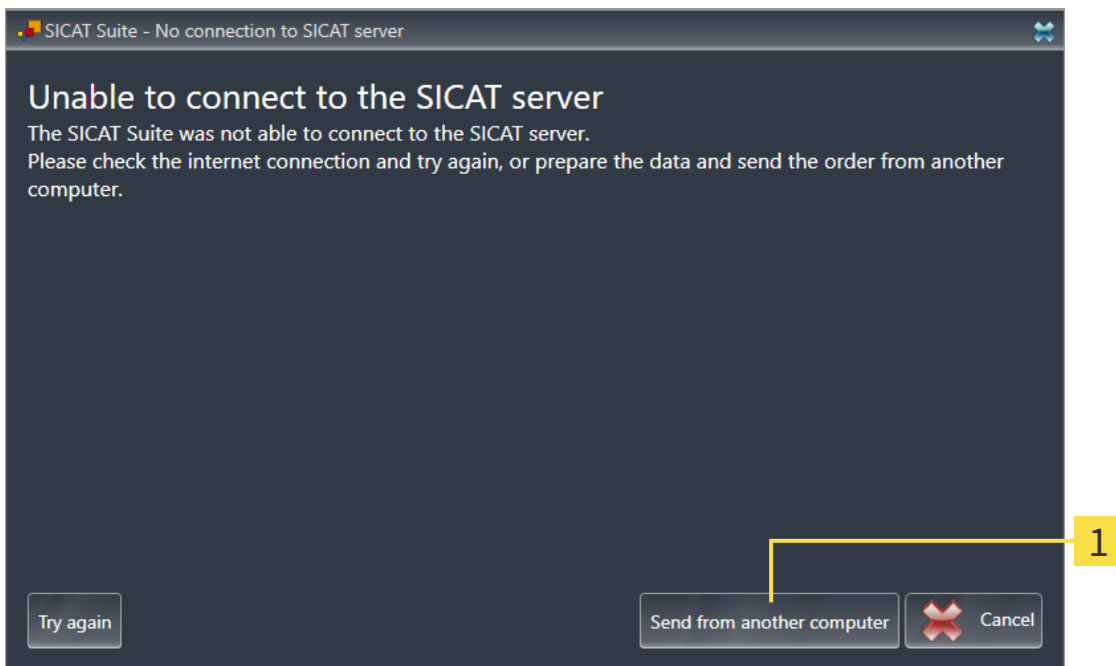 SICAT Suite - No connection to SICAT server
Unable to connect to the SICAT server
The SICAT Suite was not able to connect to the SICAT server.
Please check the internet connection and try again, or prepare the data and send the order from another
computer.
1
Try again
Send from another computer
Cancel